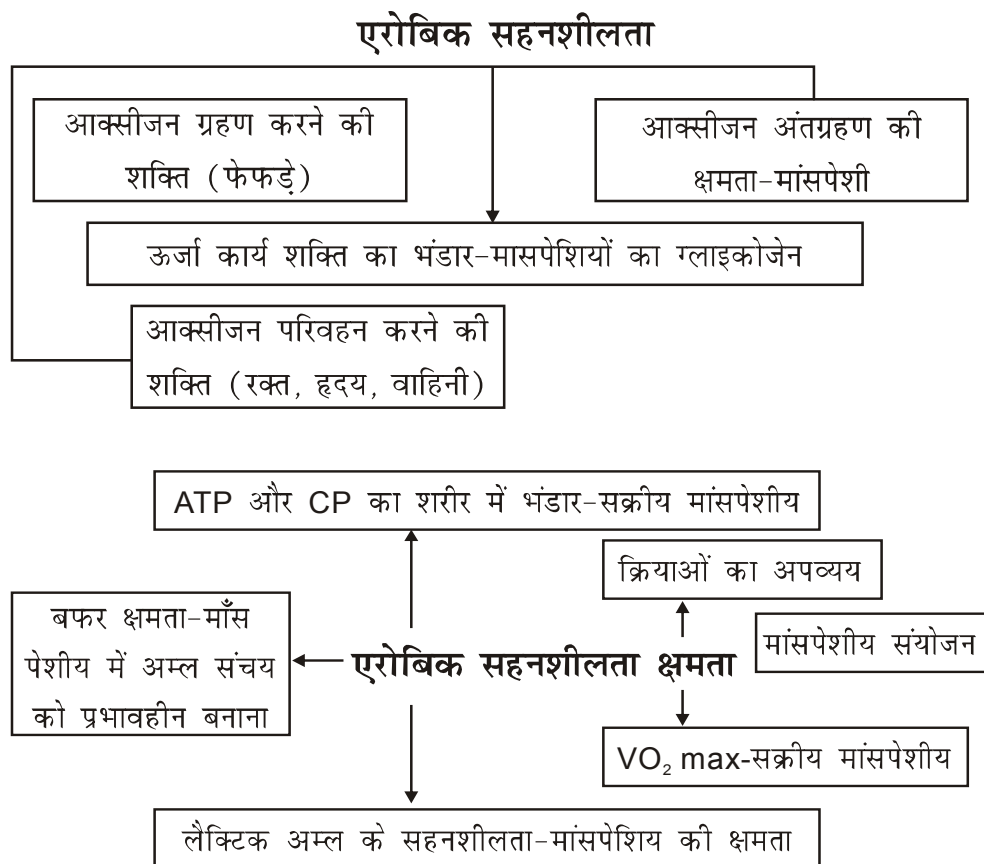 एरोबिक सहनशीलता
आक्सीजन ग्रहण करने की
शक्ति (फेफड़े)
आक्सीजन अंतग्रहण की
क्षमता-मांसपेशी
ऊर्जा कार्य शक्ति का भंडार-मासपेशियों का ग्लाइकोजेन
आक्सीजन परिवहन करने की
शक्ति (रक्त, हृदय, वाहिनी)
ATP और CP का शरीर में भंडार-सक्रीय मांसपेशीय
क्रियाओं का अपव्यय
बफर क्षमता-माँस
पेशीय में अम्ल संचय
को प्रभावहीन बनाना
एरोबिक सहनशीलता क्षमता
मांसपेशीय संयोजन
VO₂ max-सक्रीय मांसपेशीय
लैक्टिक अम्ल के सहनशीलता-मांसपेशिय की क्षमता